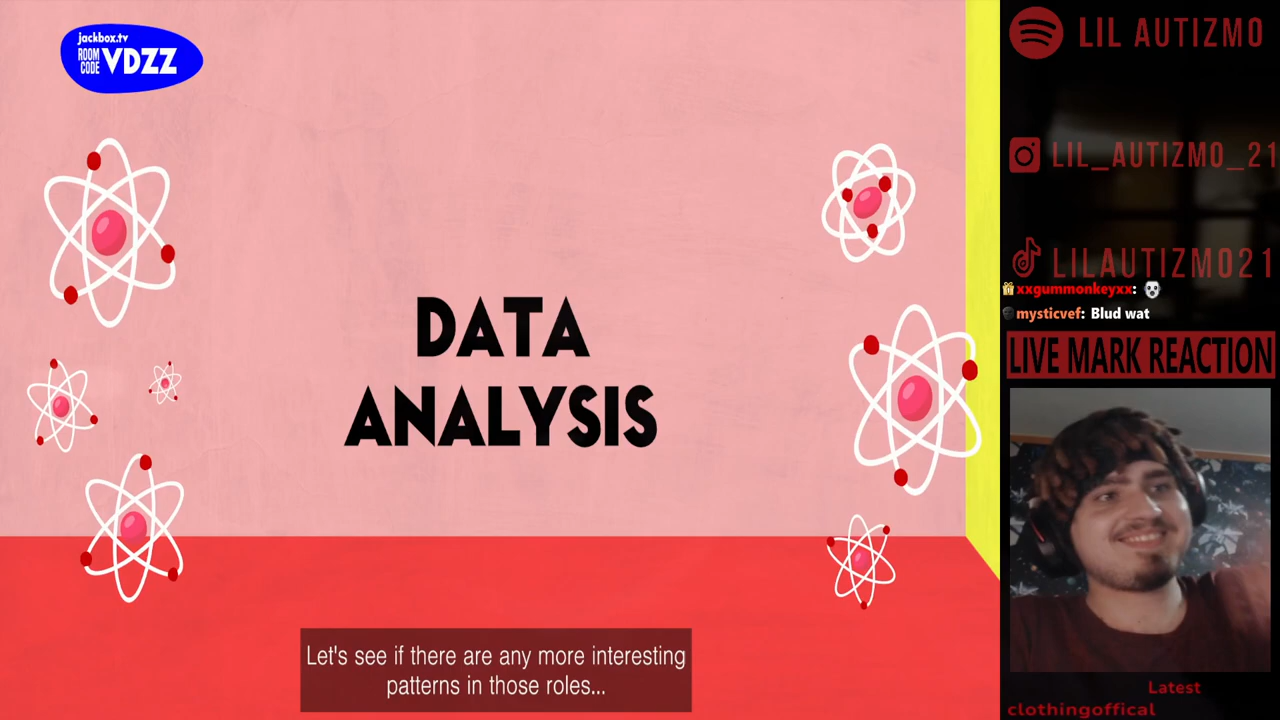 jackbox.tv
ROOM CODE VDZZ
DATA
ANALYSIS
Let's see if there are any more interesting
patterns in those roles...
LIL AUTIZMO
LIL_AUTIZMO_21
LILAUTIZMO21
xxgummonkeyxx:
mysticvef: Blud wat
LIVE MARK REACTION
Latest
clothingoffical